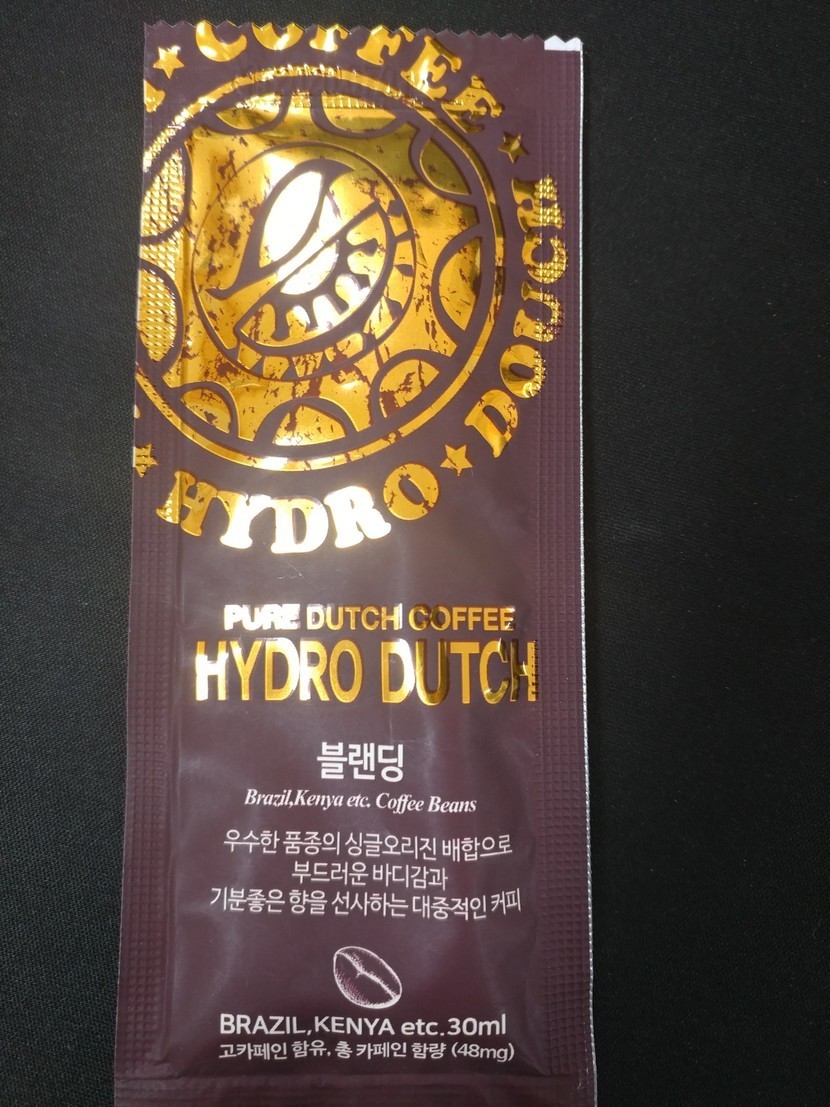 COFFEE
DOUCH
HYDRO
PURE DUTCH COFFEE
HYDRO DUTCH
블랜딩
Brazil,Kenya etc. Coffee Beans
우수한 품종의 싱글오리진 배합으로
부드러운 바디감과
기분좋은 향을 선사하는 대중적인 커피
BRAZIL,KENYA etc.30ml
고카페인 함유, 총 카페인 함량 (48mg)